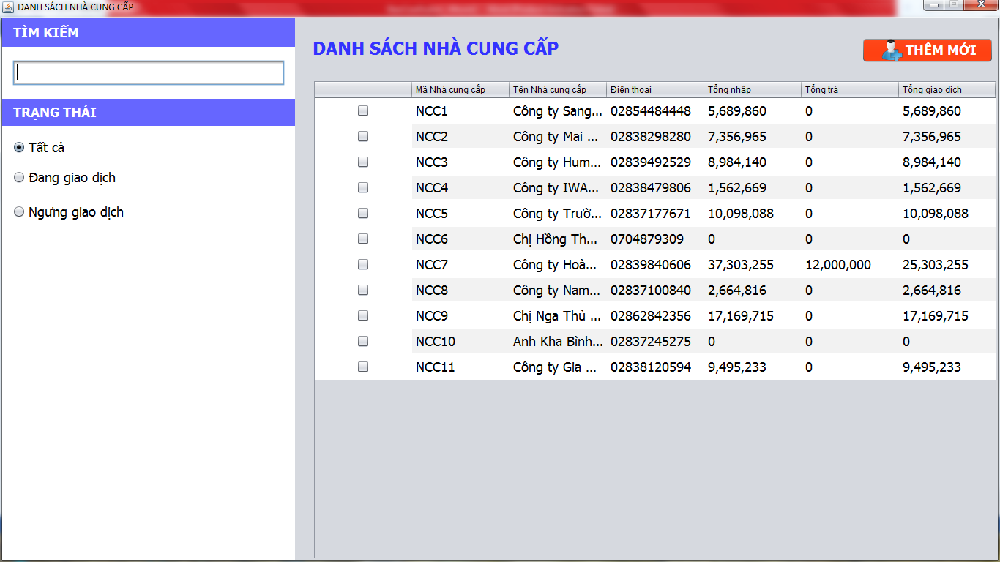 DANH SÁCH NHÀ CUNG CẤP
TÌM KIẾM
TRẠNG THÁI
Tất cả
Đang giao dịch
Ngưng giao dịch
DANH SÁCH NHÀ CUNG CẤP
THÊM MỚI
Mã Nhà cung cấp Tên Nhà cung cấp Điện thoại Tổng nhập Tổng trả Tổng giao dịch
NCC1 Công ty Sang... 02854484448 5,689,860 0 5,689,860
NCC2 Công ty Mai ... 02838298280 7,356,965 0 7,356,965
NCC3 Công ty Hum... 02839492529 8,984,140 0 8,984,140
NCC4 Công ty IWA... 02838479806 1,562,669 0 1,562,669
NCC5 Công ty Trườ... 02837177671 10,098,088 0 10,098,088
NCC6 Chị Hồng Th... 0704879309 0 0 0
NCC7 Công ty Hoà... 02839840606 37,303,255 12,000,000 25,303,255
NCC8 Công ty Nam... 02837100840 2,664,816 0 2,664,816
NCC9 Chị Nga Thủ ... 02862842356 17,169,715 0 17,169,715
NCC10 Anh Kha Bình... 02837245275 0 0 0
NCC11 Công ty Gia ... 02838120594 9,495,233 0 9,495,233